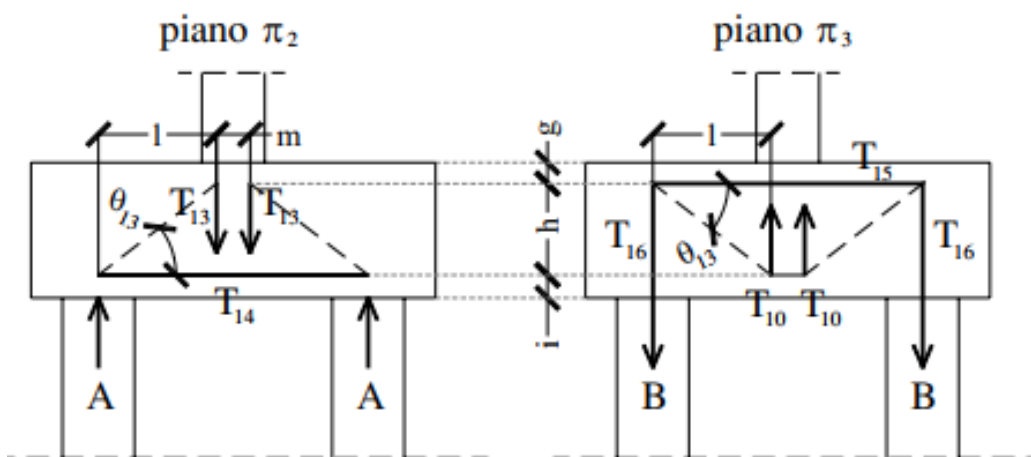 piano π₂
piano π₃
l m
g
l
T₁₅
θ₁₃ T₁₃ T₁₃
h
T₁₆ θ₁₃ T₁₆
T₁₄
T₁₀ T₁₀
i
A A
B B